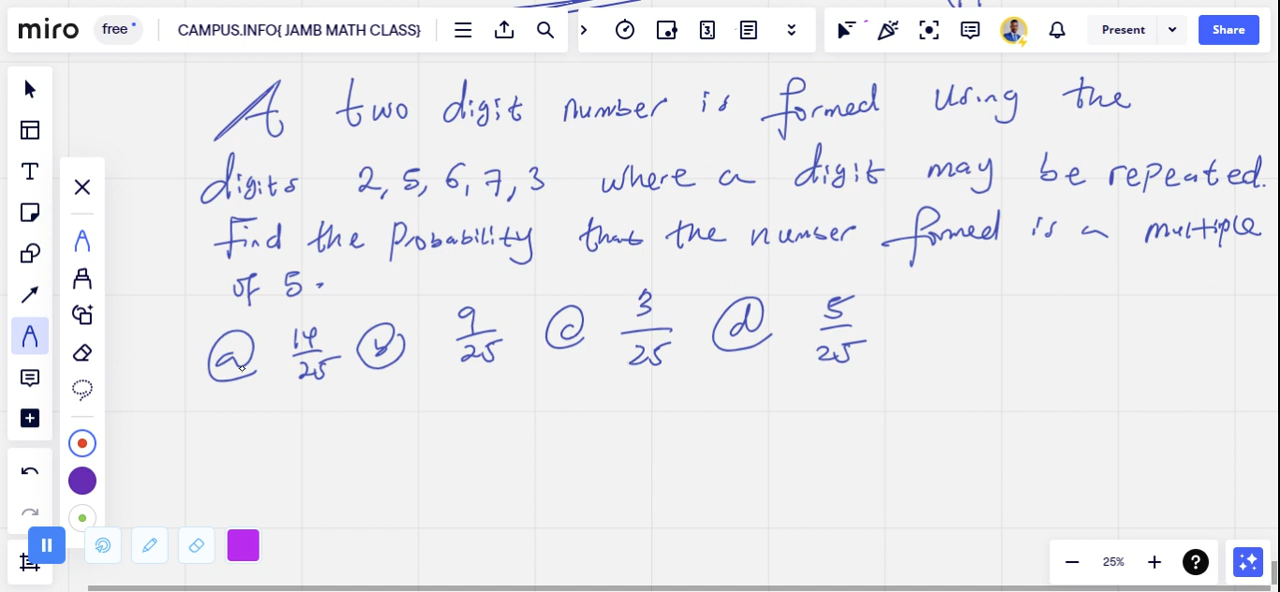 miro free CAMPUS.INFO{ JAMB MATH CLASS} Present Share
A two digit number is formed using the
digits 2, 5, 6, 7, 3 where a digit may be repeated.
Find the probability that the number formed is a multiple
of 5.
(a) 14/25 (b) 9/25 (c) 3/25 (d) 5/25
25%